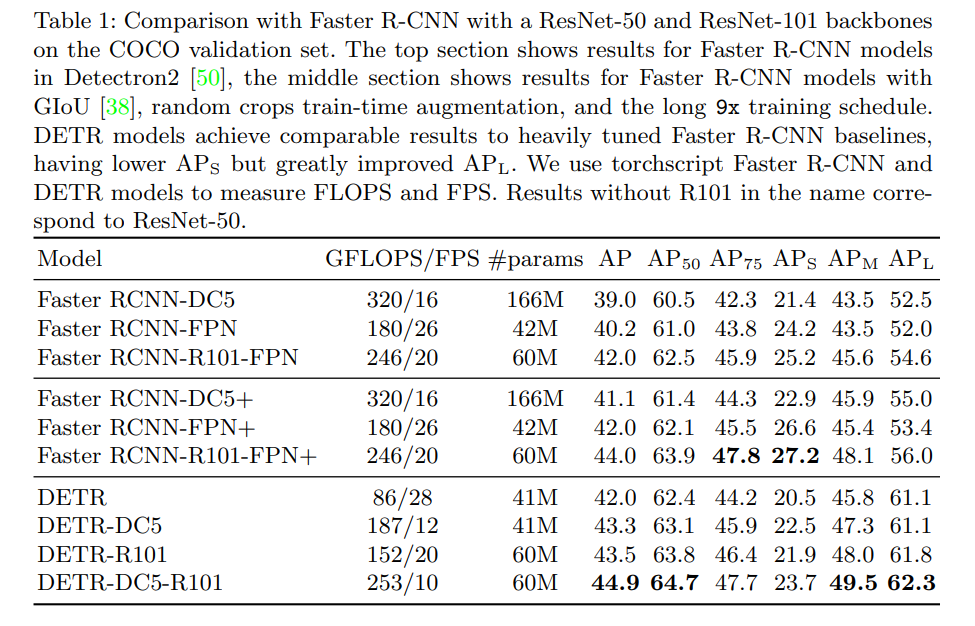 Table 1: Comparison with Faster R-CNN with a ResNet-50 and ResNet-101 backbones
on the COCO validation set. The top section shows results for Faster R-CNN models
in Detectron2 [50], the middle section shows results for Faster R-CNN models with
GIoU [38], random crops train-time augmentation, and the long 9x training schedule.
DETR models achieve comparable results to heavily tuned Faster R-CNN baselines,
having lower APS but greatly improved APL. We use torchscript Faster R-CNN and
DETR models to measure FLOPS and FPS. Results without R101 in the name corre-
spond to ResNet-50.
Model GFLOPS/FPS #params AP AP50 AP75 APS APM APL
Faster RCNN-DC5 320/16 166M 39.0 60.5 42.3 21.4 43.5 52.5
Faster RCNN-FPN 180/26 42M 40.2 61.0 43.8 24.2 43.5 52.0
Faster RCNN-R101-FPN 246/20 60M 42.0 62.5 45.9 25.2 45.6 54.6
Faster RCNN-DC5+ 320/16 166M 41.1 61.4 44.3 22.9 45.9 55.0
Faster RCNN-FPN+ 180/26 42M 42.0 62.1 45.5 26.6 45.4 53.4
Faster RCNN-R101-FPN+ 246/20 60M 44.0 63.9 47.8 27.2 48.1 56.0
DETR 86/28 41M 42.0 62.4 44.2 20.5 45.8 61.1
DETR-DC5 187/12 41M 43.3 63.1 45.9 22.5 47.3 61.1
DETR-R101 152/20 60M 43.5 63.8 46.4 21.9 48.0 61.8
DETR-DC5-R101 253/10 60M 44.9 64.7 47.7 23.7 49.5 62.3